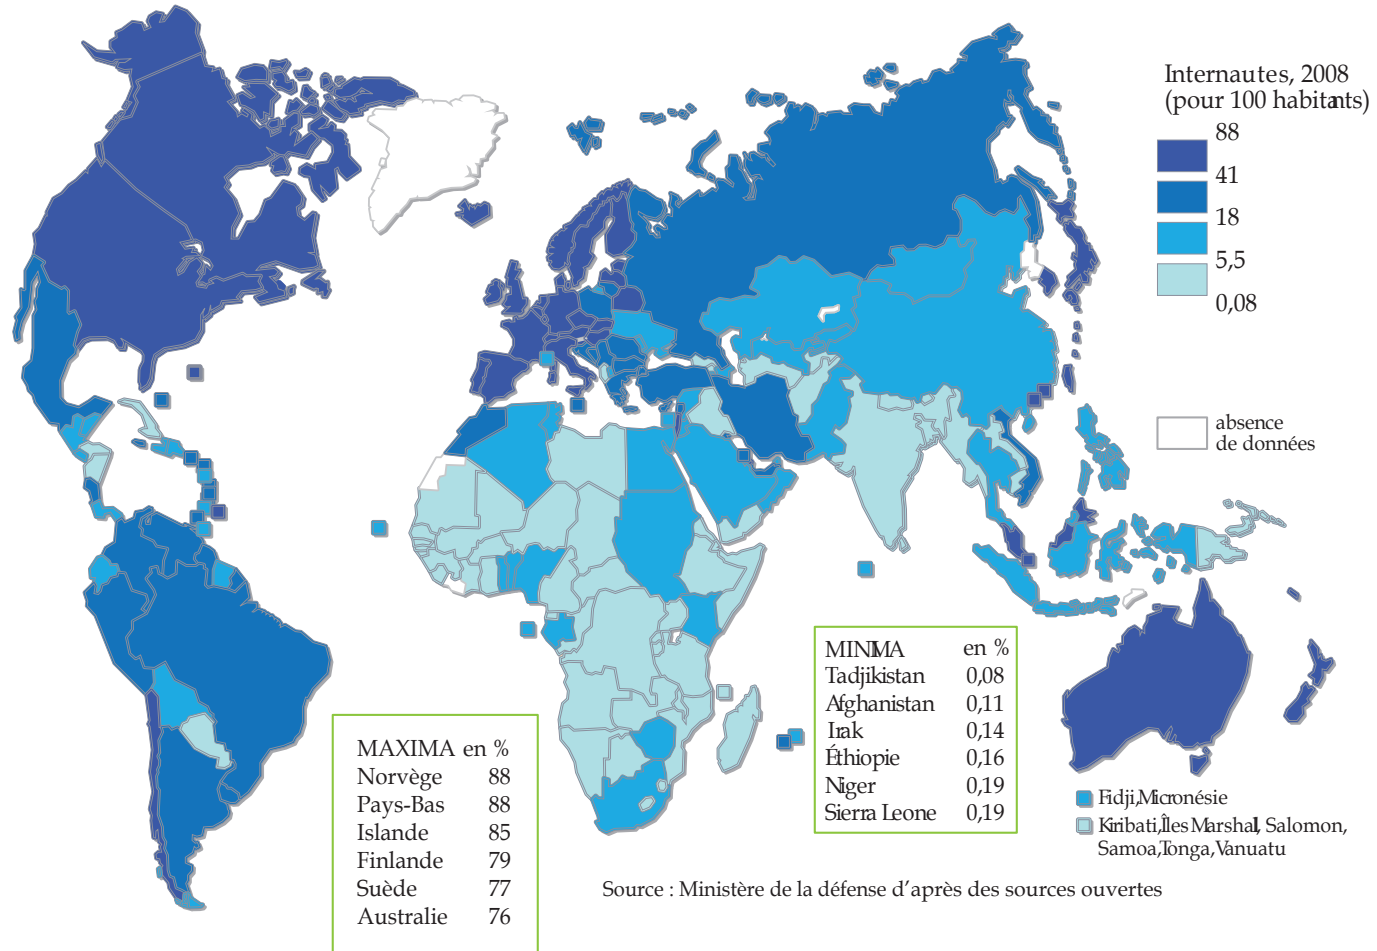 Internautes, 2008
(pour 100 habitants)
88
41
18
5,5
0,08
absence
de données
MINIMA en %
Tadjikistan 0,08
Afghanistan 0,11
Irak 0,14
Éthiopie 0,16
Niger 0,19
Sierra Leone 0,19
MAXIMA en %
Norvège 88
Pays-Bas 88
Islande 85
Finlande 79
Suède 77
Australie 76
Fidji,Micronésie
Kiribati,Îles Marshall, Salomon,
Samoa,Tonga,Vanuatu
Source : Ministère de la défense d’après des sources ouvertes